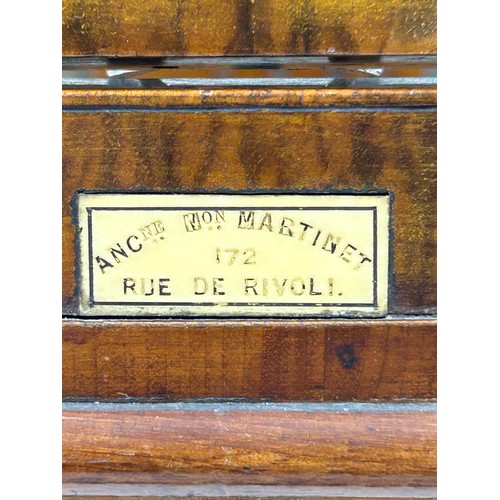 ANCNE MON MARTINET
172
RUE DE RIVOLI.